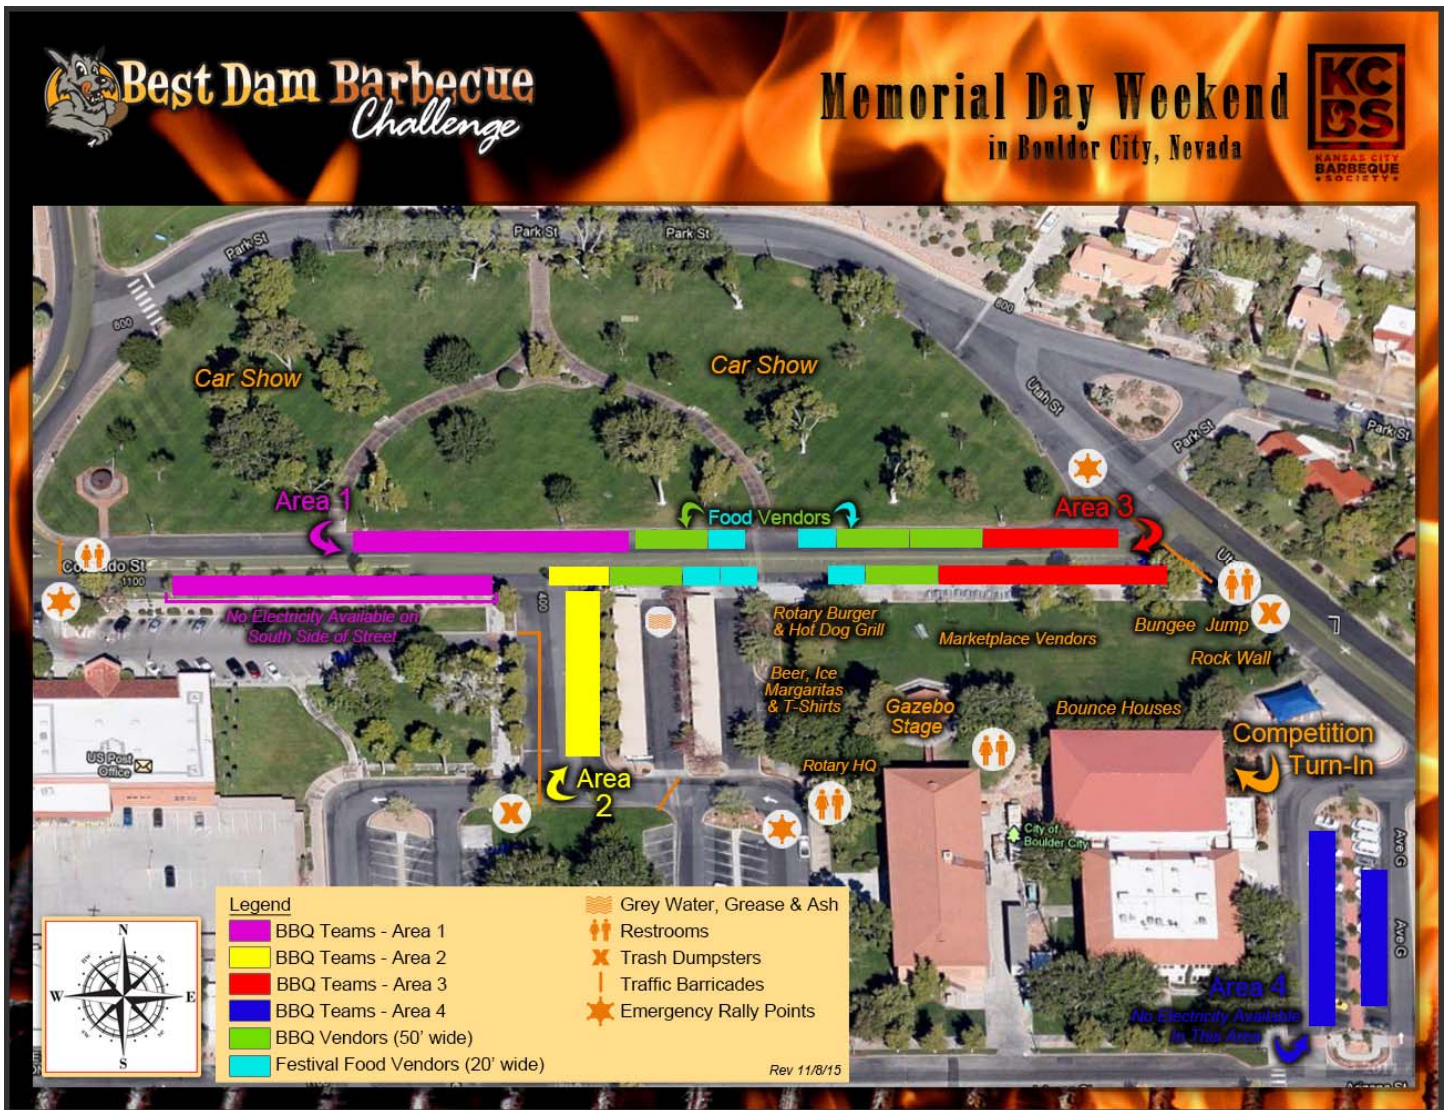 Best Dam Barbecue
Challenge
Memorial Day Weekend
in Boulder City, Nevada
KC
BS
KANSAS CITY
BARBEQUE
SOCIETY
Park St
Park St
Park St
600
800
Car Show
Car Show
Utah St
Park St
Park St
Area 1
Food Vendors
Area 3
1100
400
No Electricity Available on
South Side of Street
Rotary Burger
& Hot Dog Grill
Marketplace Vendors
Bungee Jump
Rock Wall
Beer, Ice
Margaritas
& T-Shirts
Gazebo
Stage
Bounce Houses
Competition
Turn-In
US Post
Office
Rotary HQ
Area
2
City of
Boulder City
Ave G
Ave G
Area 4
No Electricity Available
In This Area
Legend
BBQ Teams - Area 1
BBQ Teams - Area 2
BBQ Teams - Area 3
BBQ Teams - Area 4
BBQ Vendors (50' wide)
Festival Food Vendors (20' wide)
Grey Water, Grease & Ash
Restrooms
Trash Dumpsters
Traffic Barricades
Emergency Rally Points
Rev 11/8/15
N
W
E
S